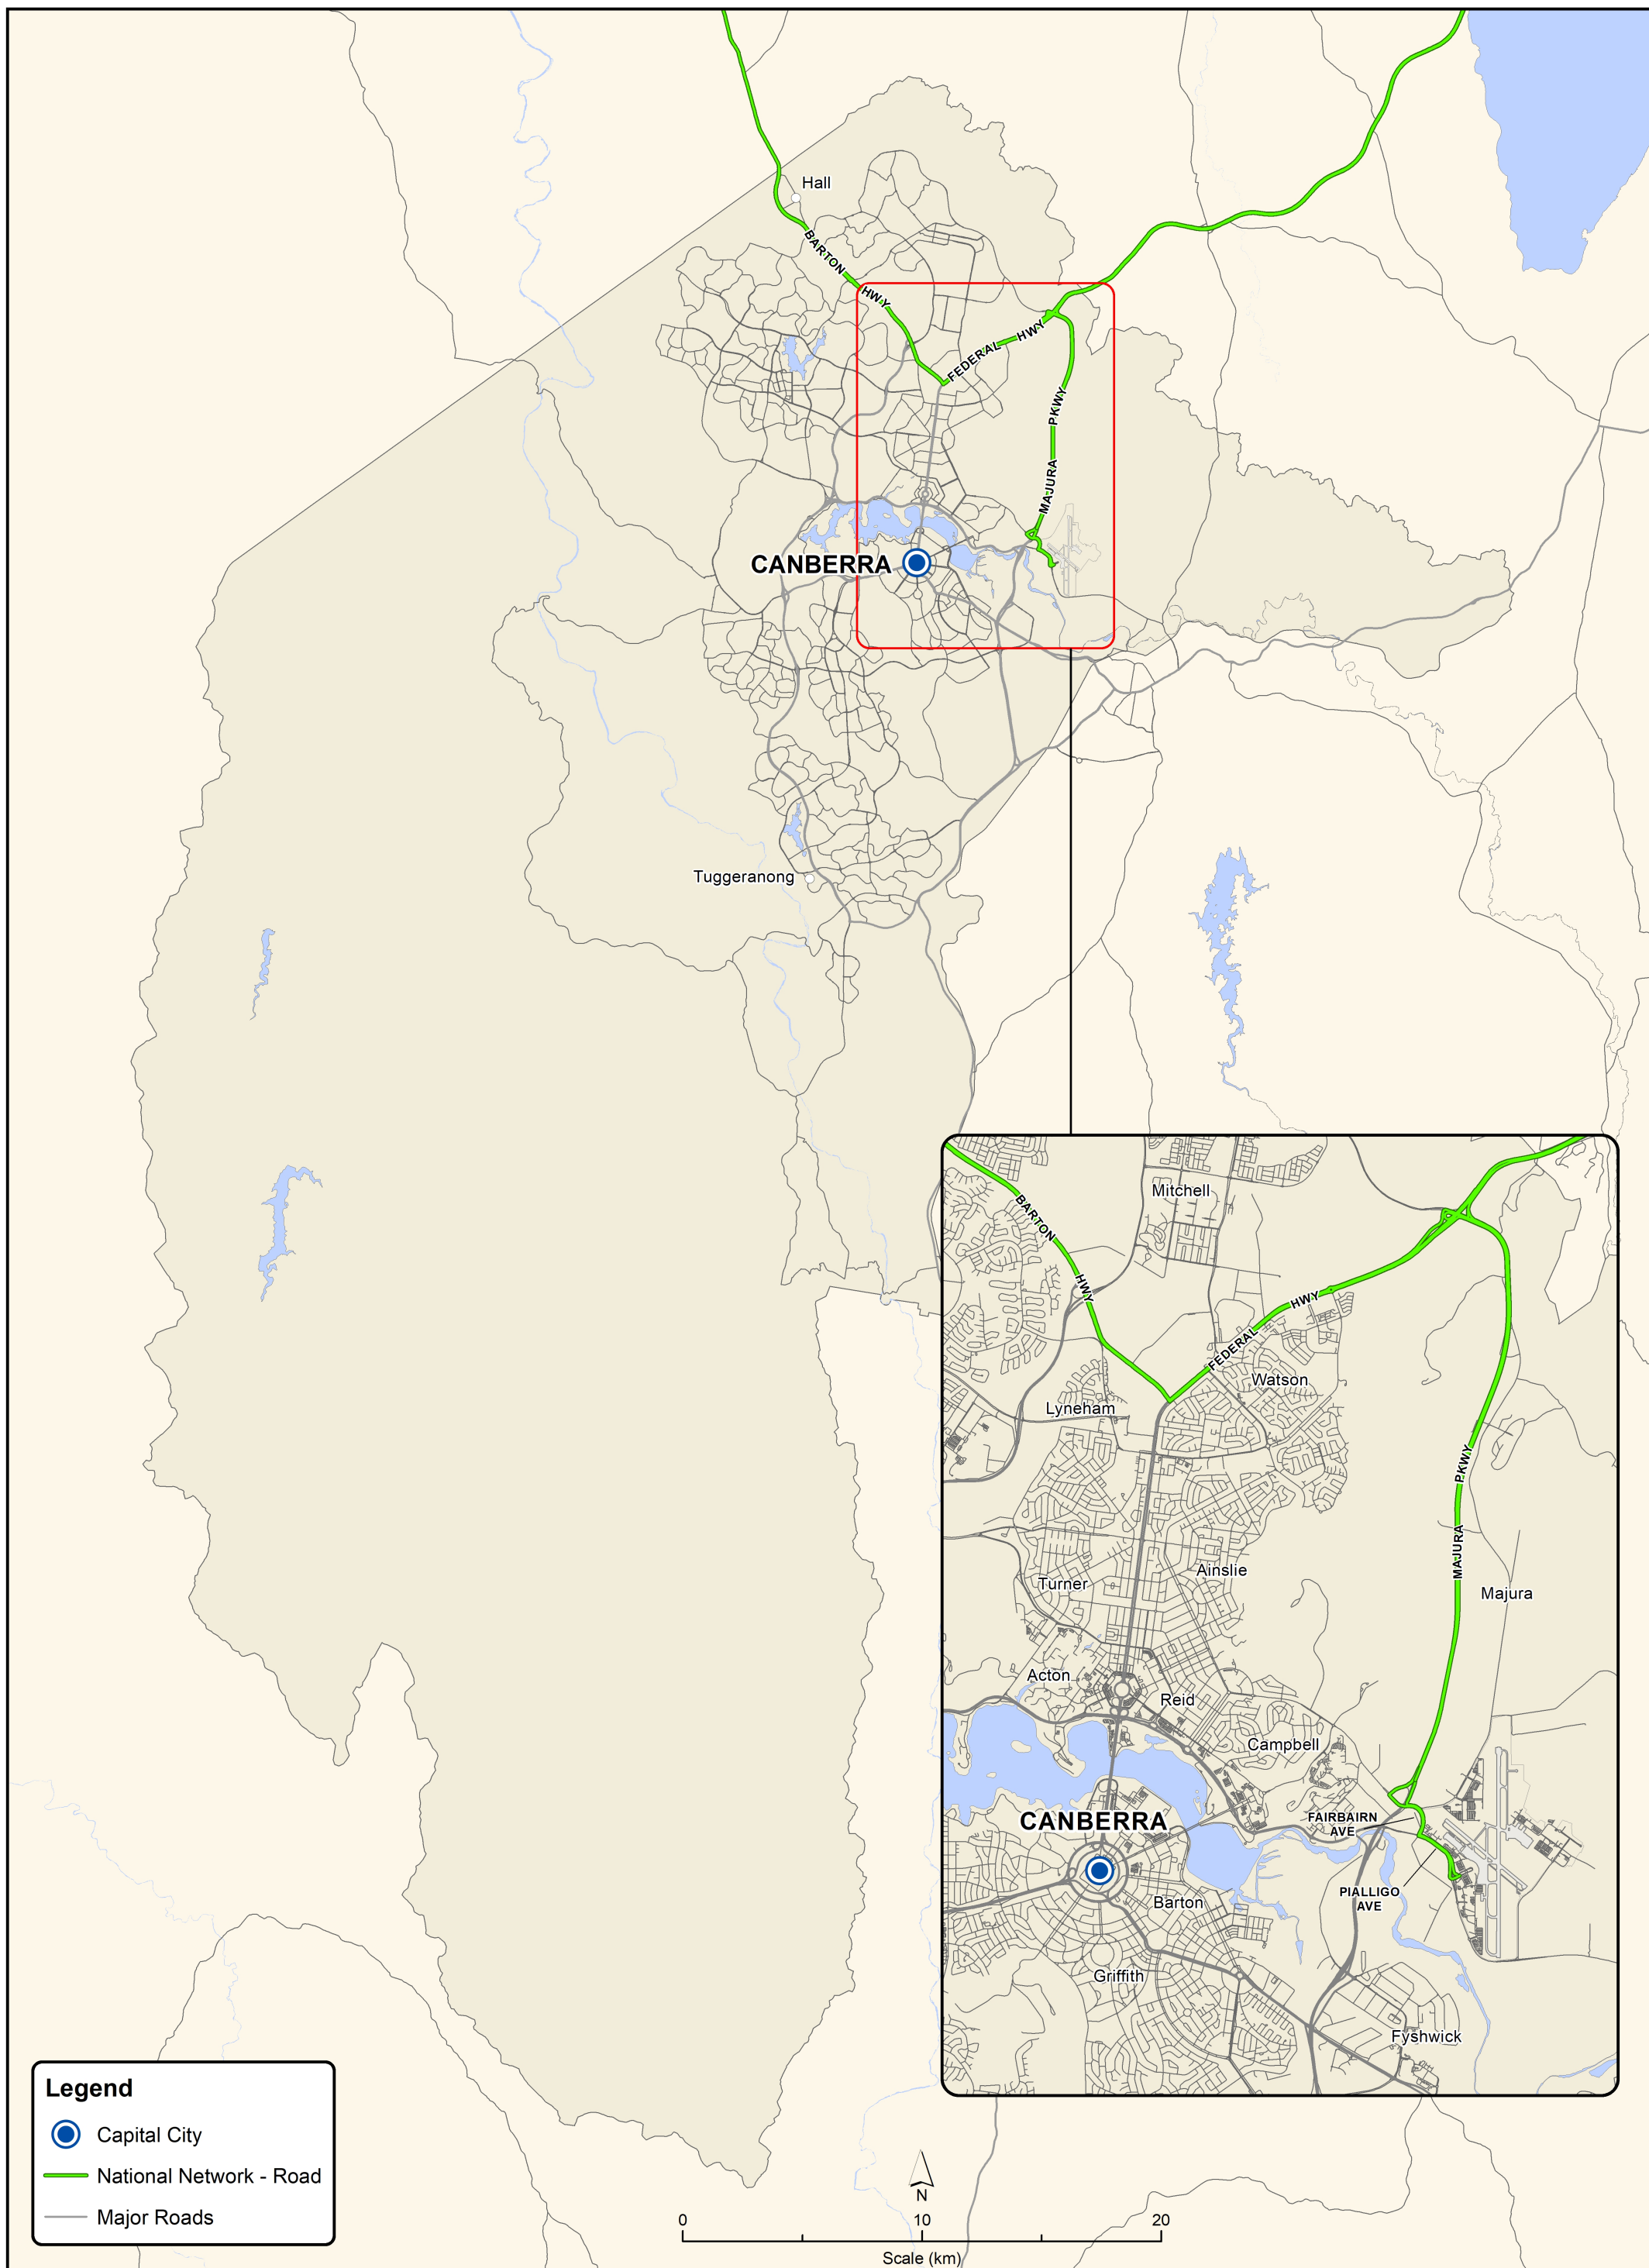 Hall
BARTON
HWY
FEDERAL
HWY
PKWY
MAJURA
CANBERRA
Tuggeranong
Mitchell
BARTON
HWY
HWY
FEDERAL
Watson
Lyneham
PKWY
MAJURA
Ainslie
Turner
Majura
Acton
Reid
Campbell
CANBERRA
FAIRBAIRN
AVE
PIALLIGO
AVE
Barton
Griffith
Fyshwick
Legend
Capital City
National Network - Road
Major Roads
N
0 10 20
Scale (km)